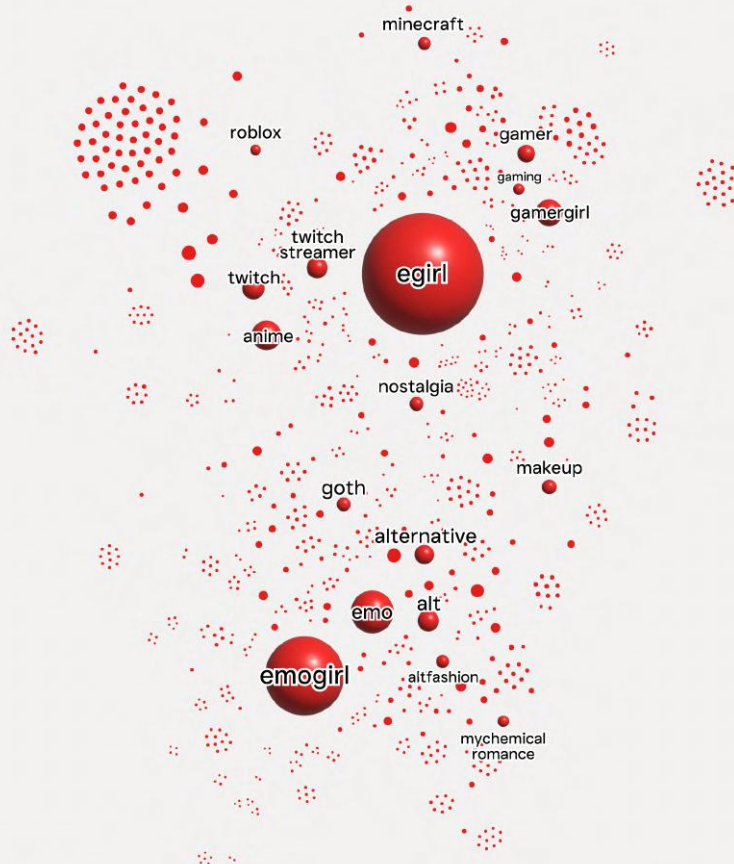 minecraft
roblox
gamer
gaming
gamergirl
twitch
streamer
egirl
twitch
anime
nostalgia
makeup
goth
alternative
emo
alt
emogirl
altfashion
mychemical
romance